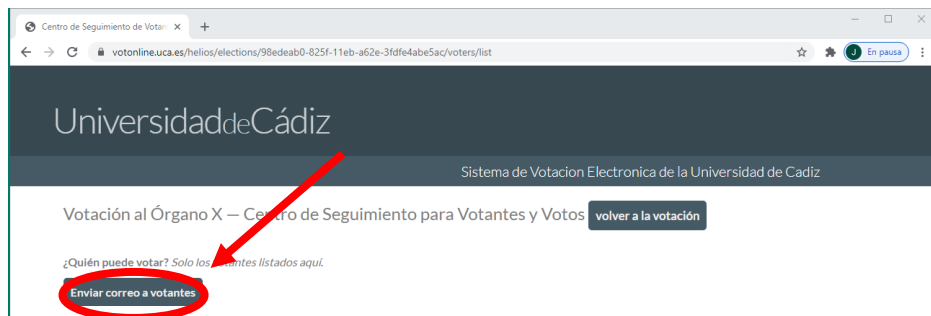 Centro de Seguimiento de Votan
votonline.uca.es/helios/elections/98edeab0-825f-11eb-a62e-3fdfe4abe5ac/voters/list
J En pausa
UniversidaddeCádiz
Sistema de Votacion Electronica de la Universidad de Cadiz
Votación al Órgano X — Centro de Seguimiento para Votantes y Votos volver a la votación
¿Quién puede votar? Solo los votantes listados aquí.
Enviar correo a votantes